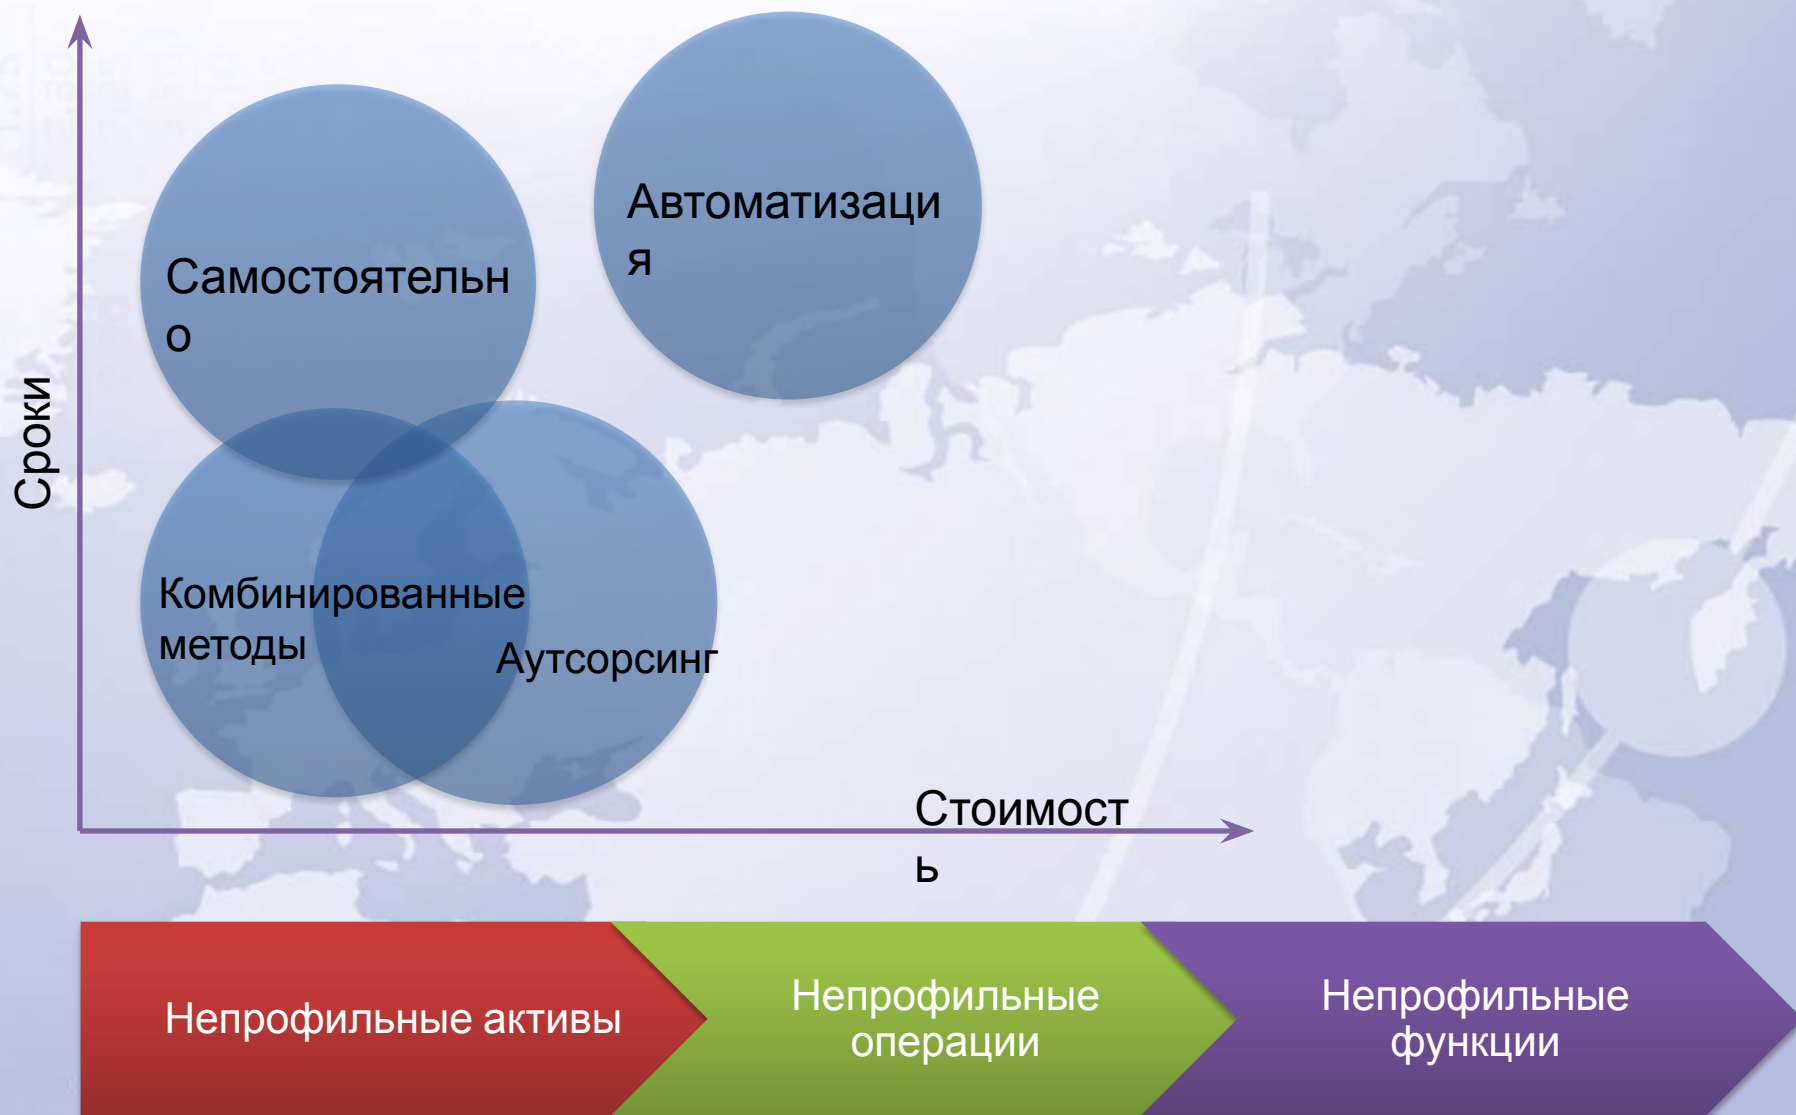 Автоматизаци
я
Самостоятельн
о
Сроки
Комбинированные
методы
Аутсорсинг
Стоимост
ь
Непрофильные активы
Непрофильные
операции
Непрофильные
функции